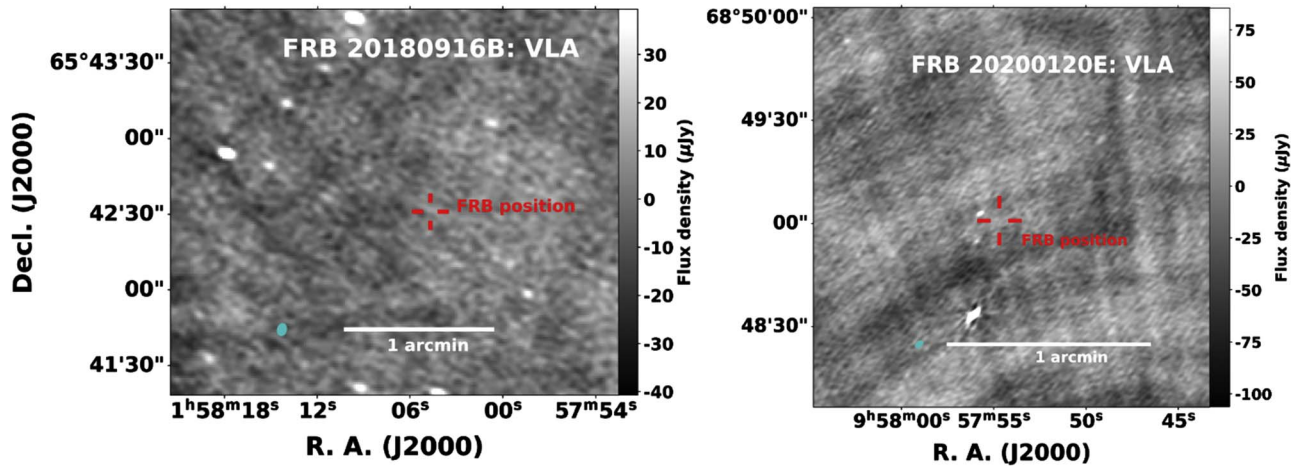 FRB 20180916B: VLA
65°43'30"
00"
42'30"
00"
41'30"
Decl. (J2000)
FRB position
1 arcmin
1ʰ58ᵐ18ˢ 12ˢ 06ˢ 00ˢ 57ᵐ54ˢ
R. A. (J2000)
30
20
10
0
-10
-20
-30
-40
Flux density (μJy)
FRB 20200120E: VLA
68°50'00"
49'30"
00"
48'30"
FRB position
1 arcmin
9ʰ58ᵐ00ˢ 57ᵐ55ˢ 50ˢ 45ˢ
R. A. (J2000)
75
50
25
0
-25
-50
-75
-100
Flux density (μJy)